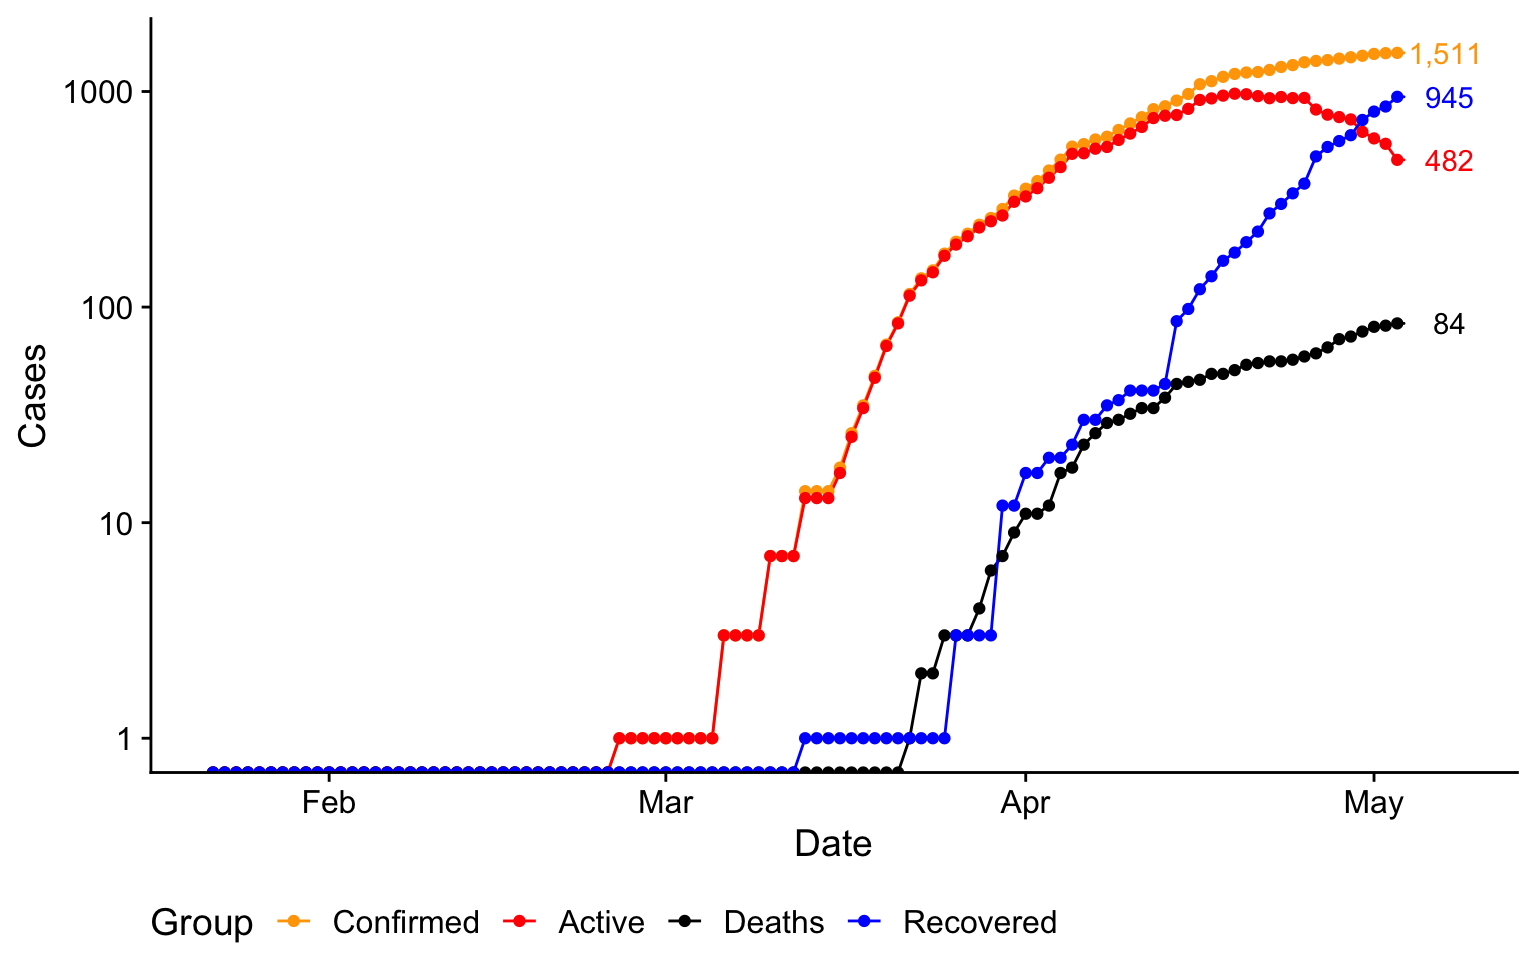 1,511
1000
945
482
100
84
Cases
10
1
Feb Mar Apr May
Date
Group Confirmed Active Deaths Recovered